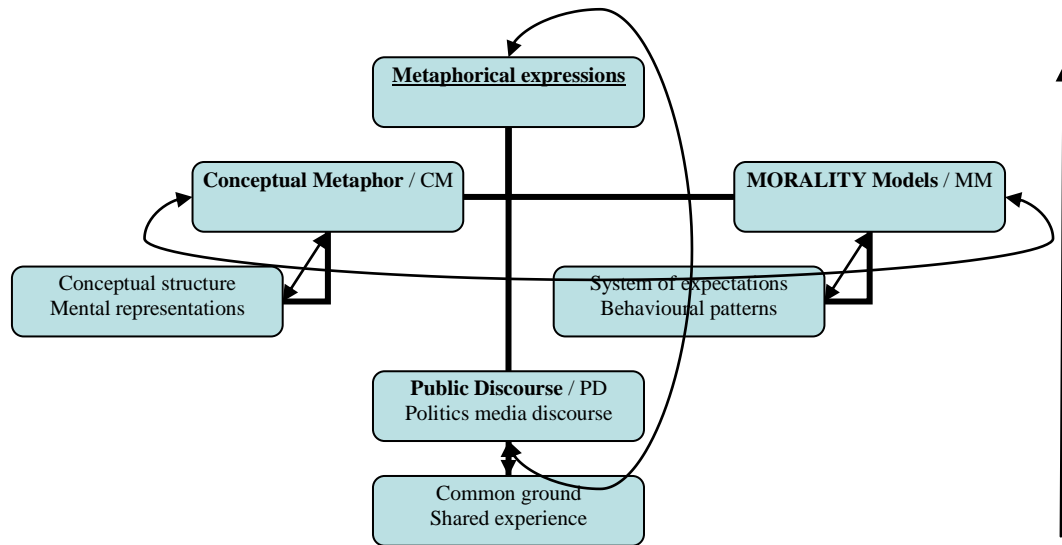 Metaphorical expressions
Conceptual Metaphor / CM
MORALITY Models / MM
Conceptual structure
Mental representations
System of expectations
Behavioural patterns
Public Discourse / PD
Politics media discourse
Common ground
Shared experience